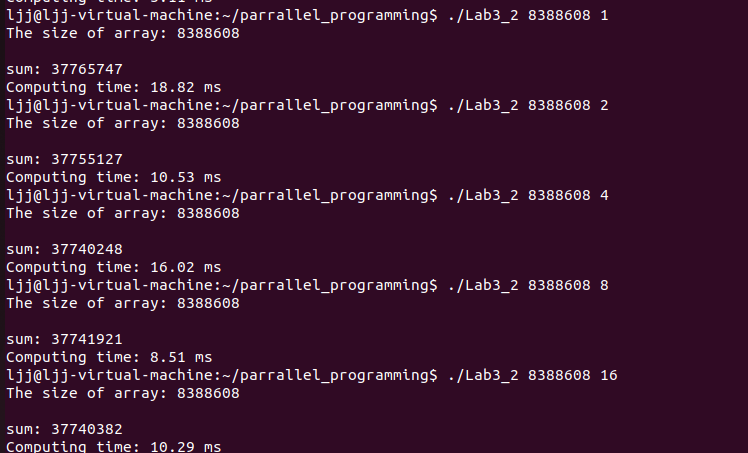 ljj@ljj-virtual-machine:~/parrallel_programming$ ./Lab3_2 8388608 1
The size of array: 8388608
sum: 37765747
Computing time: 18.82 ms
ljj@ljj-virtual-machine:~/parrallel_programming$ ./Lab3_2 8388608 2
The size of array: 8388608
sum: 37755127
Computing time: 10.53 ms
ljj@ljj-virtual-machine:~/parrallel_programming$ ./Lab3_2 8388608 4
The size of array: 8388608
sum: 37740248
Computing time: 16.02 ms
ljj@ljj-virtual-machine:~/parrallel_programming$ ./Lab3_2 8388608 8
The size of array: 8388608
sum: 37741921
Computing time: 8.51 ms
ljj@ljj-virtual-machine:~/parrallel_programming$ ./Lab3_2 8388608 16
The size of array: 8388608
sum: 37740382
Computing time: 10.29 ms